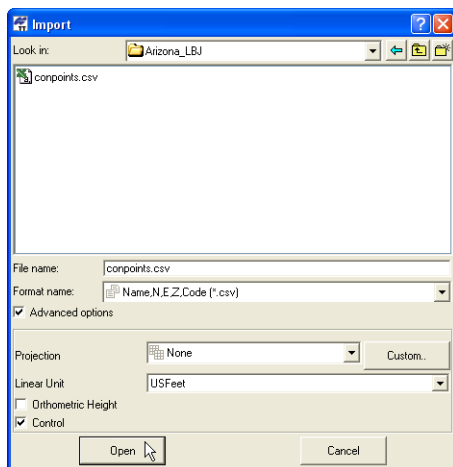 Import
Look in: Arizona_LBJ
conpoints.csv
File name: conpoints.csv
Format name: Name,N,E,Z,Code (*.csv)
Advanced options
Projection None Custom..
Linear Unit USFeet
Orthometric Height
Control
Open Cancel